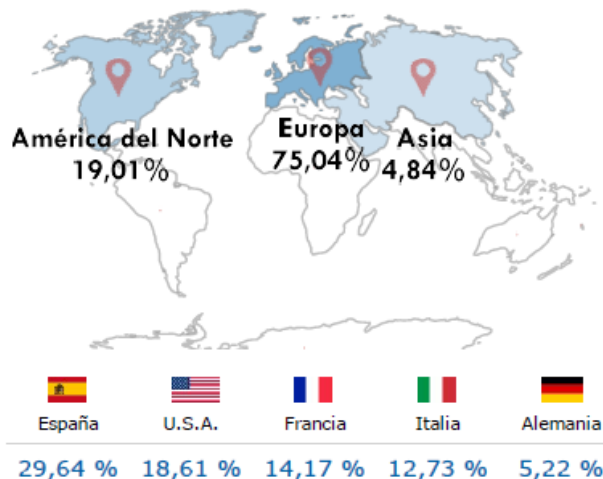 América del Norte
19,01%
Europa
75,04%
Asia
4,84%
España U.S.A. Francia Italia Alemania
29,64 % 18,61 % 14,17 % 12,73 % 5,22 %